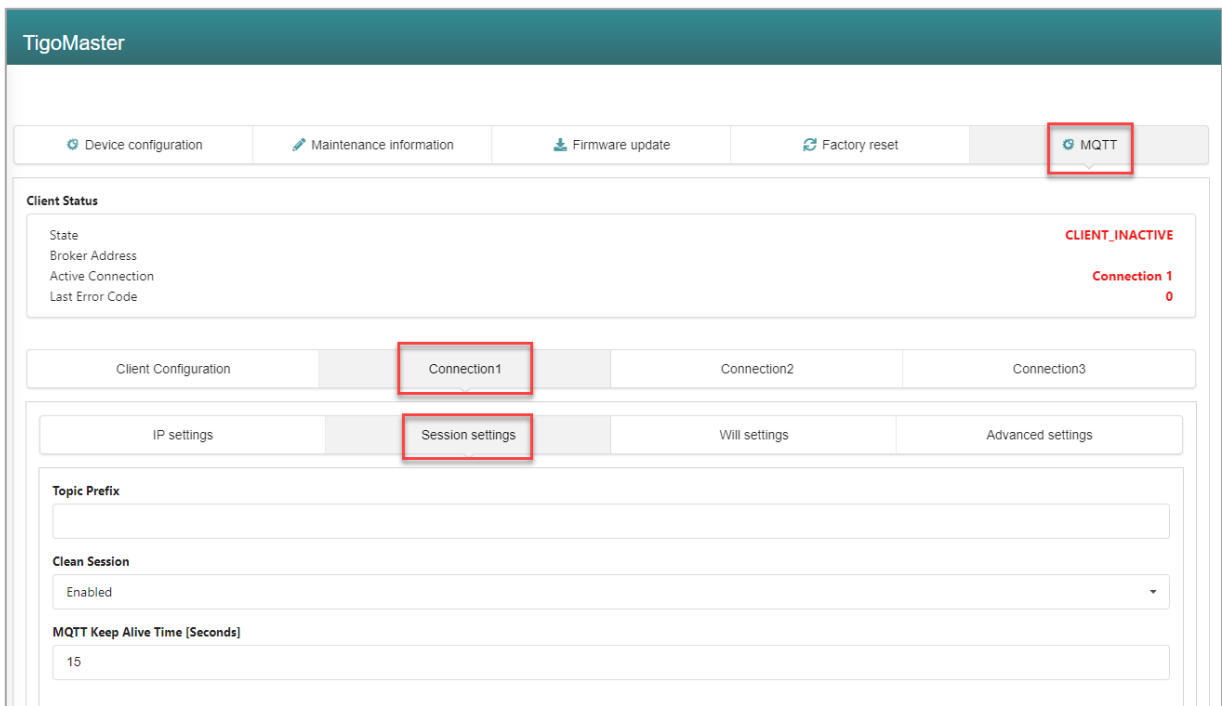 TigoMaster
Device configuration
Maintenance information
Firmware update
Factory reset
MQTT
Client Status
State CLIENT_INACTIVE
Broker Address
Active Connection Connection 1
Last Error Code 0
Client Configuration
Connection1
Connection2
Connection3
IP settings
Session settings
Will settings
Advanced settings
Topic Prefix
Clean Session
Enabled
MQTT Keep Alive Time [Seconds]
15